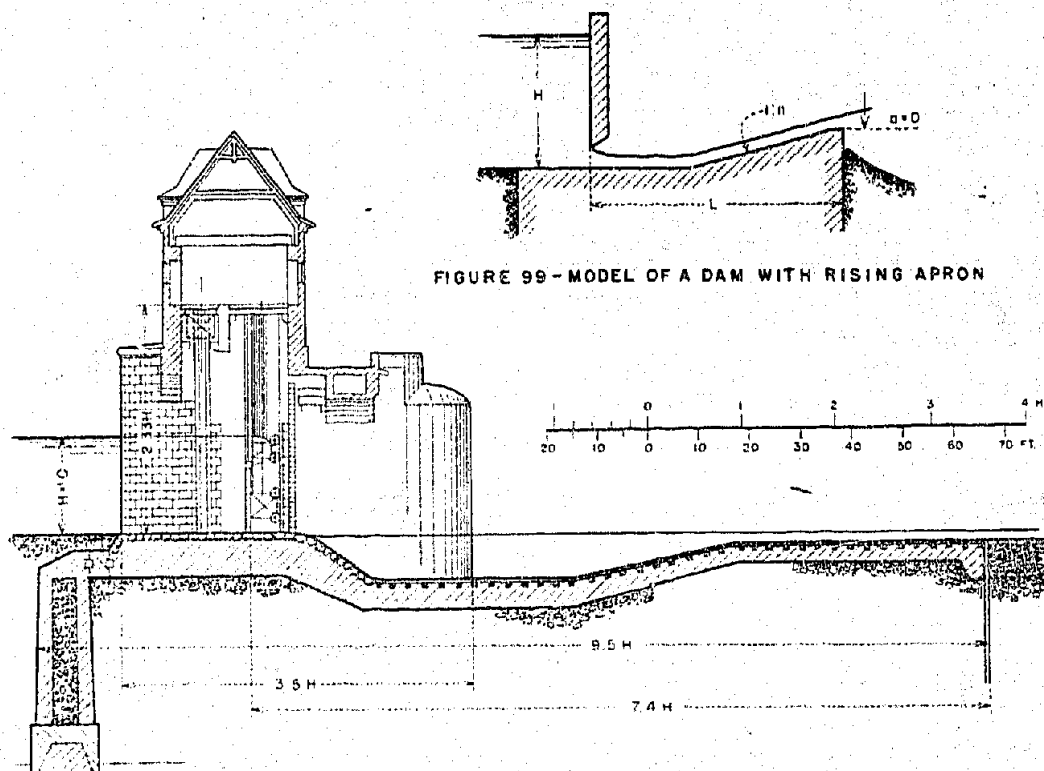 H
1:n
a=0
L
FIGURE 99 - MODEL OF A DAM WITH RISING APRON
2.33H
0 1 2 3 4 H
20 10 0 10 20 30 40 50 60 70 FT.
9.5 H
3.5 H
7.4 H